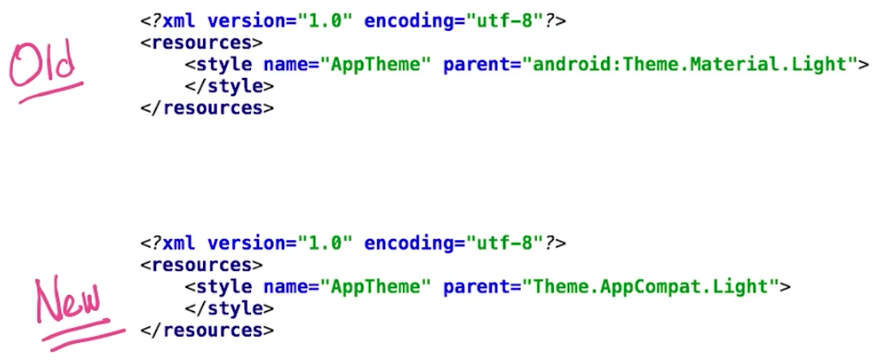 <?xml version="1.0" encoding="utf-8"?>
<resources>
Old
<style name="AppTheme" parent="android:Theme.Material.Light">
</style>
</resources>
<?xml version="1.0" encoding="utf-8"?>
<resources>
New
<style name="AppTheme" parent="Theme.AppCompat.Light">
</style>
</resources>